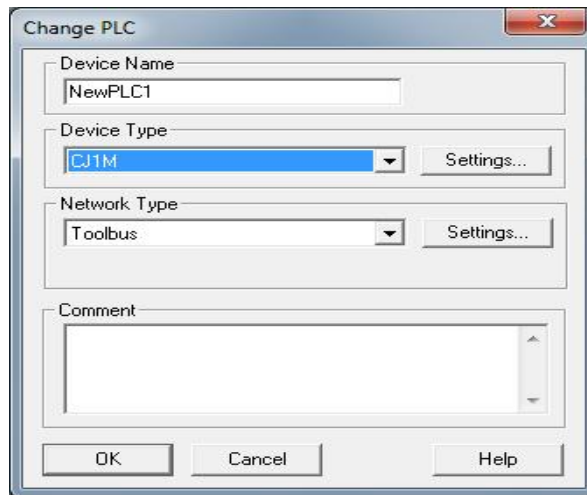 Change PLC
Device Name
NewPLC1
Device Type
CJ1M
Settings...
Network Type
Toolbus
Settings...
Comment
OK
Cancel
Help